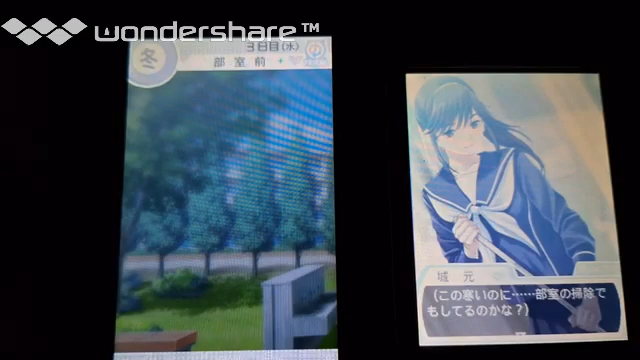 wondershare™
冬
3日目(水)
部室前
城元
(この寒いのに……部室の掃除で
もしてるのかな?)